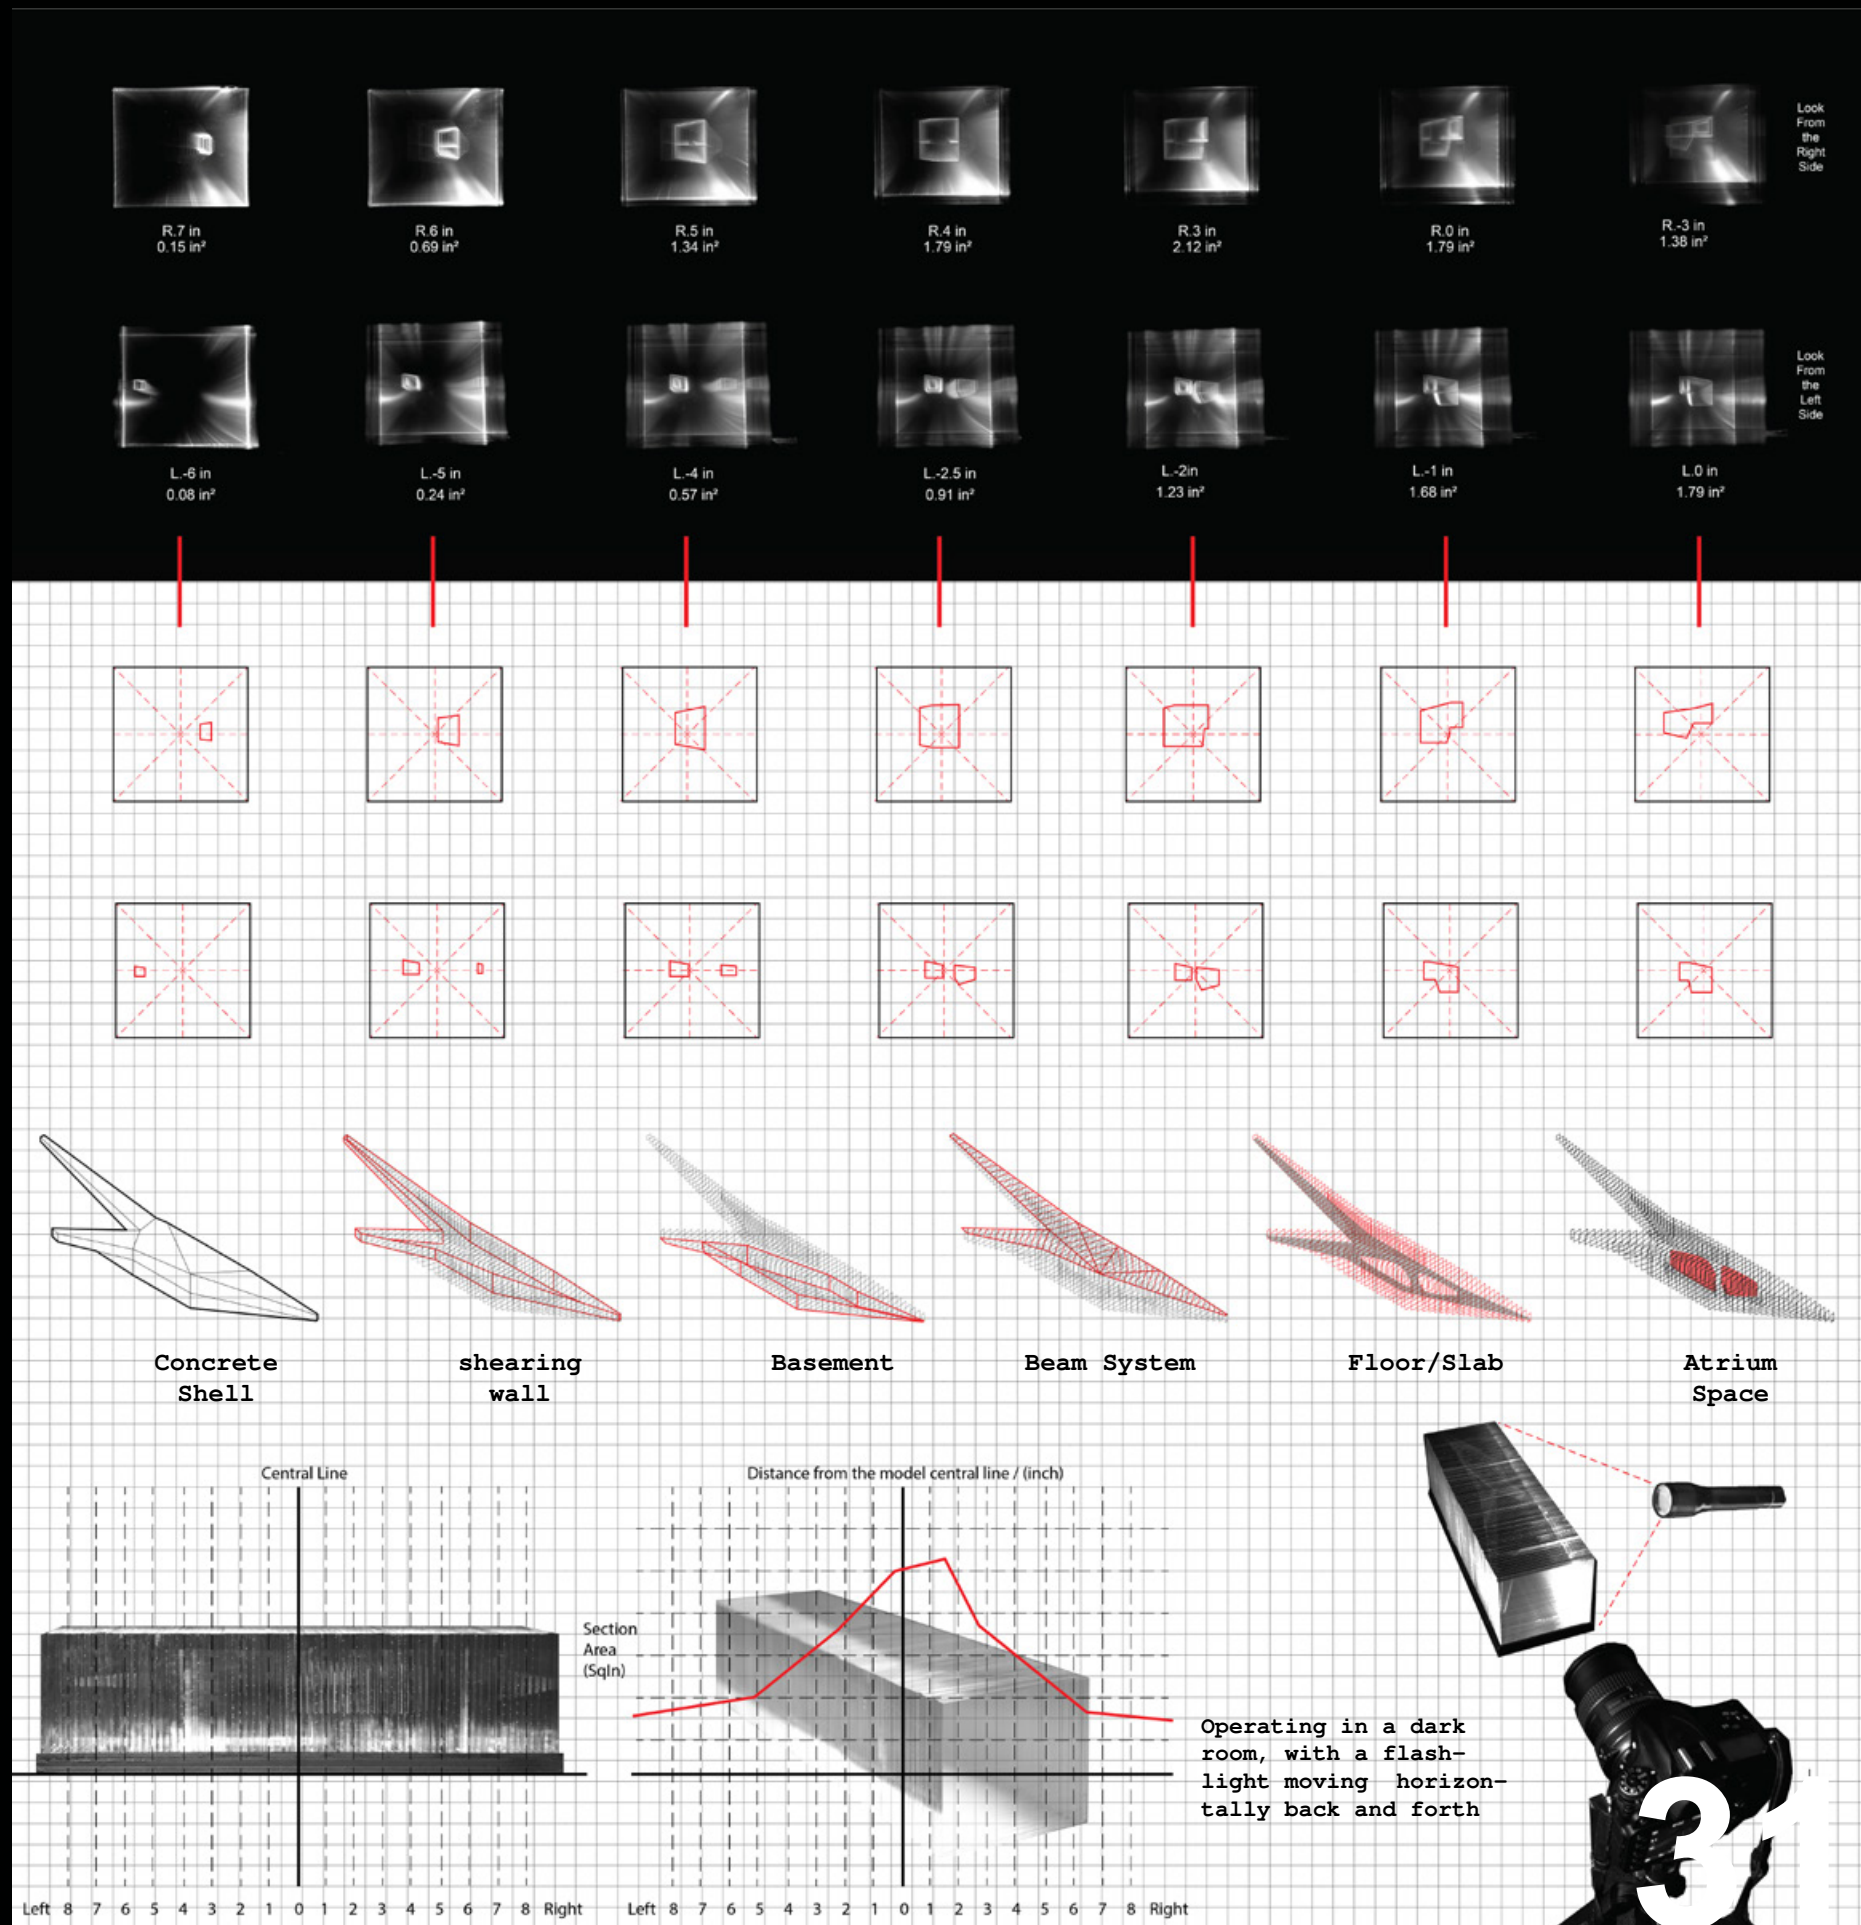 Look
From
the
Right
Side
R.7 in
0.15 in²
R.6 in
0.69 in²
R.5 in
1.34 in²
R.4 in
1.79 in²
R.3 in
2.12 in²
R.0 in
1.79 in²
R.-3 in
1.38 in²
Look
From
the
Left
Side
L.-6 in
0.08 in²
L.-5 in
0.24 in²
L.-4 in
0.57 in²
L.-2.5 in
0.91 in²
L.-2in
1.23 in²
L.-1 in
1.68 in²
L.0 in
1.79 in²
Concrete
Shell
shearing
wall
Basement
Beam System
Floor/Slab
Atrium
Space
Central Line
Left 8 7 6 5 4 3 2 1 0 1 2 3 4 5 6 7 8 Right
Distance from the model central line / (inch)
Section
Area
(SqIn)
Left 8 7 6 5 4 3 2 1 0 1 2 3 4 5 6 7 8 Right
Operating in a dark
room, with a flash-
light moving horizon-
tally back and forth
31